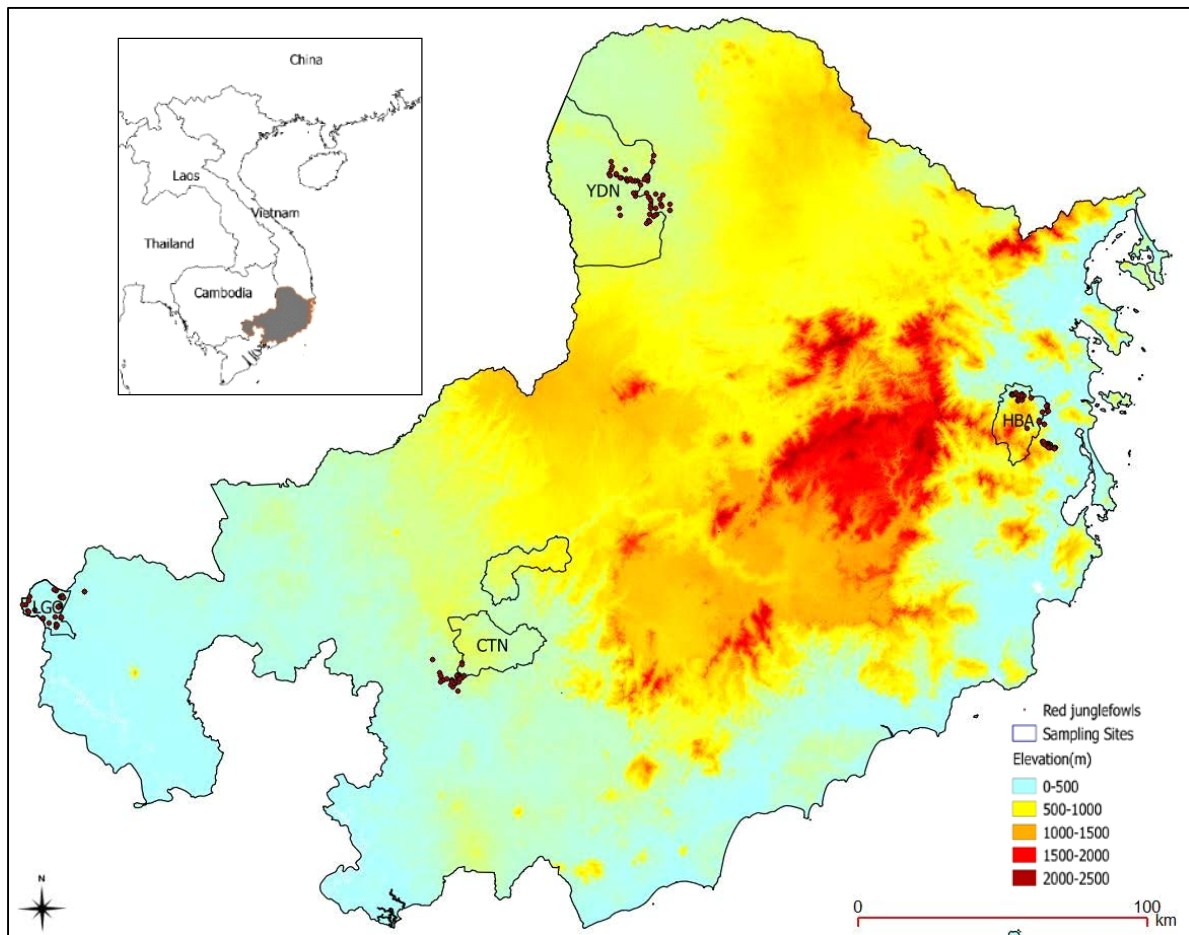 China
Laos
Vietnam
Thailand
Cambodia
YDN
HBA
LGO
CTN
Red junglefowls
Sampling Sites
Elevation(m)
0-500
500-1000
1000-1500
1500-2000
2000-2500
N
0 100
km